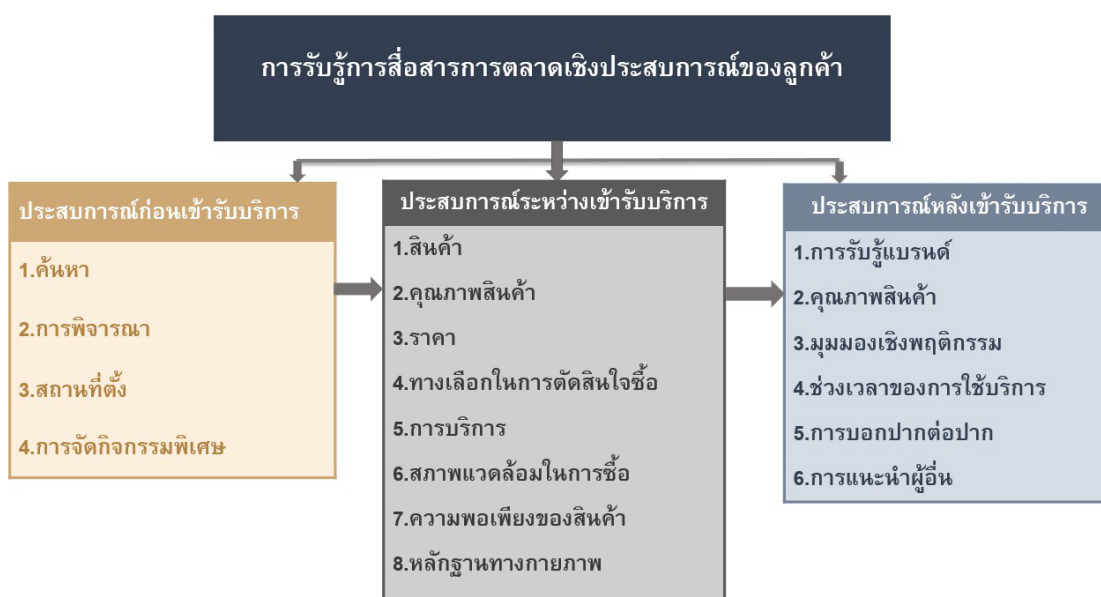 การรับรู้การสื่อสารการตลาดเชิงประสบการณ์ของลูกค้า
ประสบการณ์ก่อนเข้ารับบริการ
1.ค้นหา
2.การพิจารณา
3.สถานที่ตั้ง
4.การจัดกิจกรรมพิเศษ
ประสบการณ์ระหว่างเข้ารับบริการ
1.สินค้า
2.คุณภาพสินค้า
3.ราคา
4.ทางเลือกในการตัดสินใจซื้อ
5.การบริการ
6.สภาพแวดล้อมในการซื้อ
7.ความพอเพียงของสินค้า
8.หลักฐานทางกายภาพ
ประสบการณ์หลังเข้ารับบริการ
1.การรับรู้แบรนด์
2.คุณภาพสินค้า
3.มุมมองเชิงพฤติกรรม
4.ช่วงเวลาของการใช้บริการ
5.การบอกปากต่อปาก
6.การแนะนำผู้อื่น